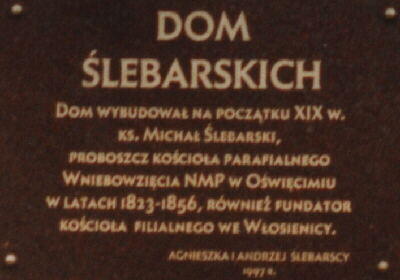 DOM
ŚLEBARSKICH
DOM WYBUDOWAŁ NA POCZĄTKU XIX W.
KS. MICHAŁ ŚLEBARSKI,
PROBOSZCZ KOŚCIOŁA PARAFIALNEGO
WNIEBOWZIĘCIA NMP W OŚWIĘCIMIU
W LATACH 1823-1856, RÓWNIEŻ FUNDATOR
KOŚCIOŁA FILIALNEGO WE WŁOSIENICY.
AGNIESZKA I ANDRZEJ ŚLEBARSCY
1997 R.